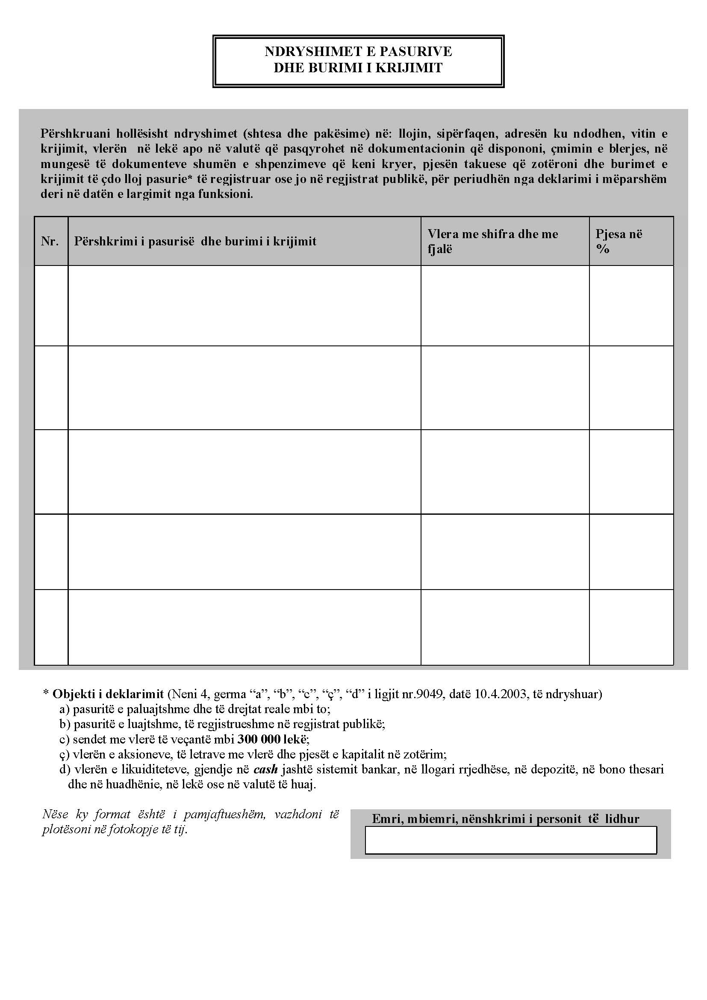 NDRYSHIMET E PASURIVE
DHE BURIMI I KRIJIMIT
Përshkruani hollësisht ndryshimet (shtesa dhe pakësime) në: llojin, sipërfaqen, adresën ku ndodhen, vitin e
krijimit, vlerën në lekë apo në valutë që pasqyrohet në dokumentacionin që dispononi, çmimin e blerjes, në
mungesë të dokumenteve shumën e shpenzimeve që keni kryer, pjesën takuese që zotëroni dhe burimet e
krijimit të çdo lloj pasurie* të regjistruar ose jo në regjistrat publikë, për periudhën nga deklarimi i mëparshëm
deri në datën e largimit nga funksioni.
Nr.
Përshkrimi i pasurisë dhe burimi i krijimit
Vlera me shifra dhe me
fjalë
Pjesa në
%
* Objekti i deklarimit (Neni 4, germa “a”, “b”, “c”, “ç”, “d” i ligjit nr.9049, datë 10.4.2003, të ndryshuar)
a) pasuritë e paluajtshme dhe të drejtat reale mbi to;
b) pasuritë e luajtshme, të regjistrueshme në regjistrat publikë;
c) sendet me vlerë të veçantë mbi 300 000 lekë;
ç) vlerën e aksioneve, të letrave me vlerë dhe pjesët e kapitalit në zotërim;
d) vlerën e likuiditeteve, gjendje në cash jashtë sistemit bankar, në llogari rrjedhëse, në depozitë, në bono thesari
dhe në huadhënie, në lekë ose në valutë të huaj.
Nëse ky format është i pamjaftueshëm, vazhdoni të
plotësoni në fotokopje të tij.
Emri, mbiemri, nënshkrimi i personit të lidhur